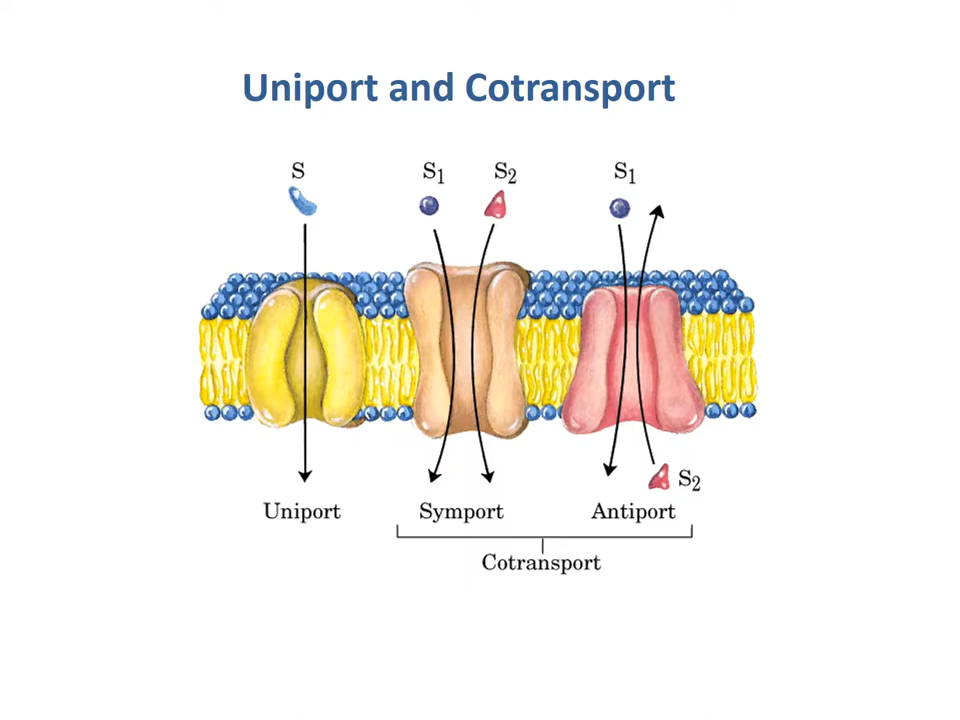 Uniport and Cotransport
S
S1
S2
S1
S2
Uniport
Symport
Antiport
Cotransport